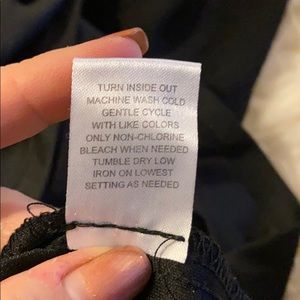 TURN INSIDE OUT
MACHINE WASH COLD
GENTLE CYCLE
WITH LIKE COLORS
ONLY NON-CHLORINE
BLEACH WHEN NEEDED
TUMBLE DRY LOW
IRON ON LOWEST
SETTING AS NEEDED